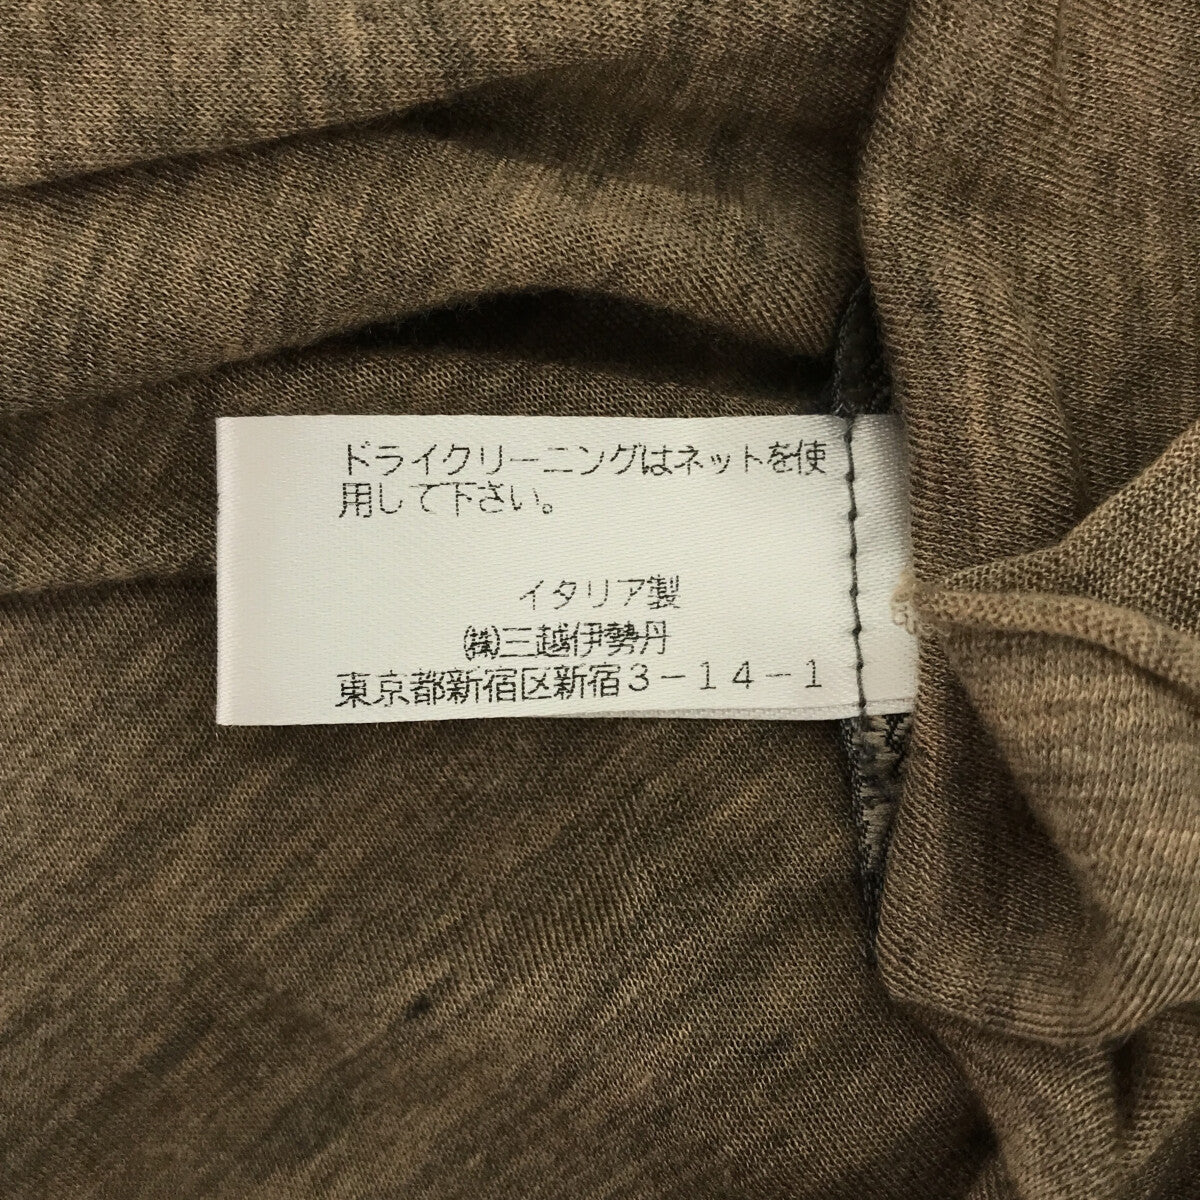 ドライクリーニングはネットを使
用して下さい。
イタリア製
㈱三越伊勢丹
東京都新宿区新宿3-14-1